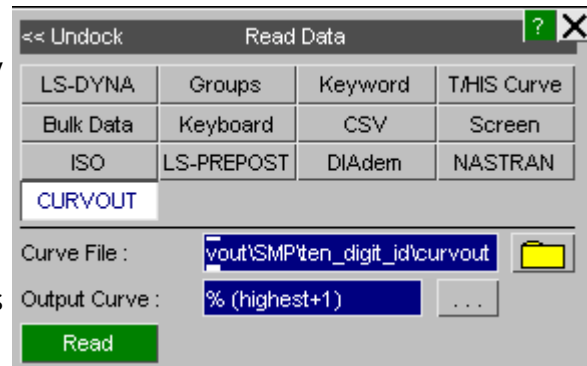 << Undock Read Data ? X
LS-DYNA Groups Keyword T/HIS Curve
Bulk Data Keyboard CSV Screen
ISO LS-PREPOST DIAdem NASTRAN
CURVOUT
Curve File : vout\SMP\ten_digit_id\curvout
Output Curve : % (highest+1) ...
Read